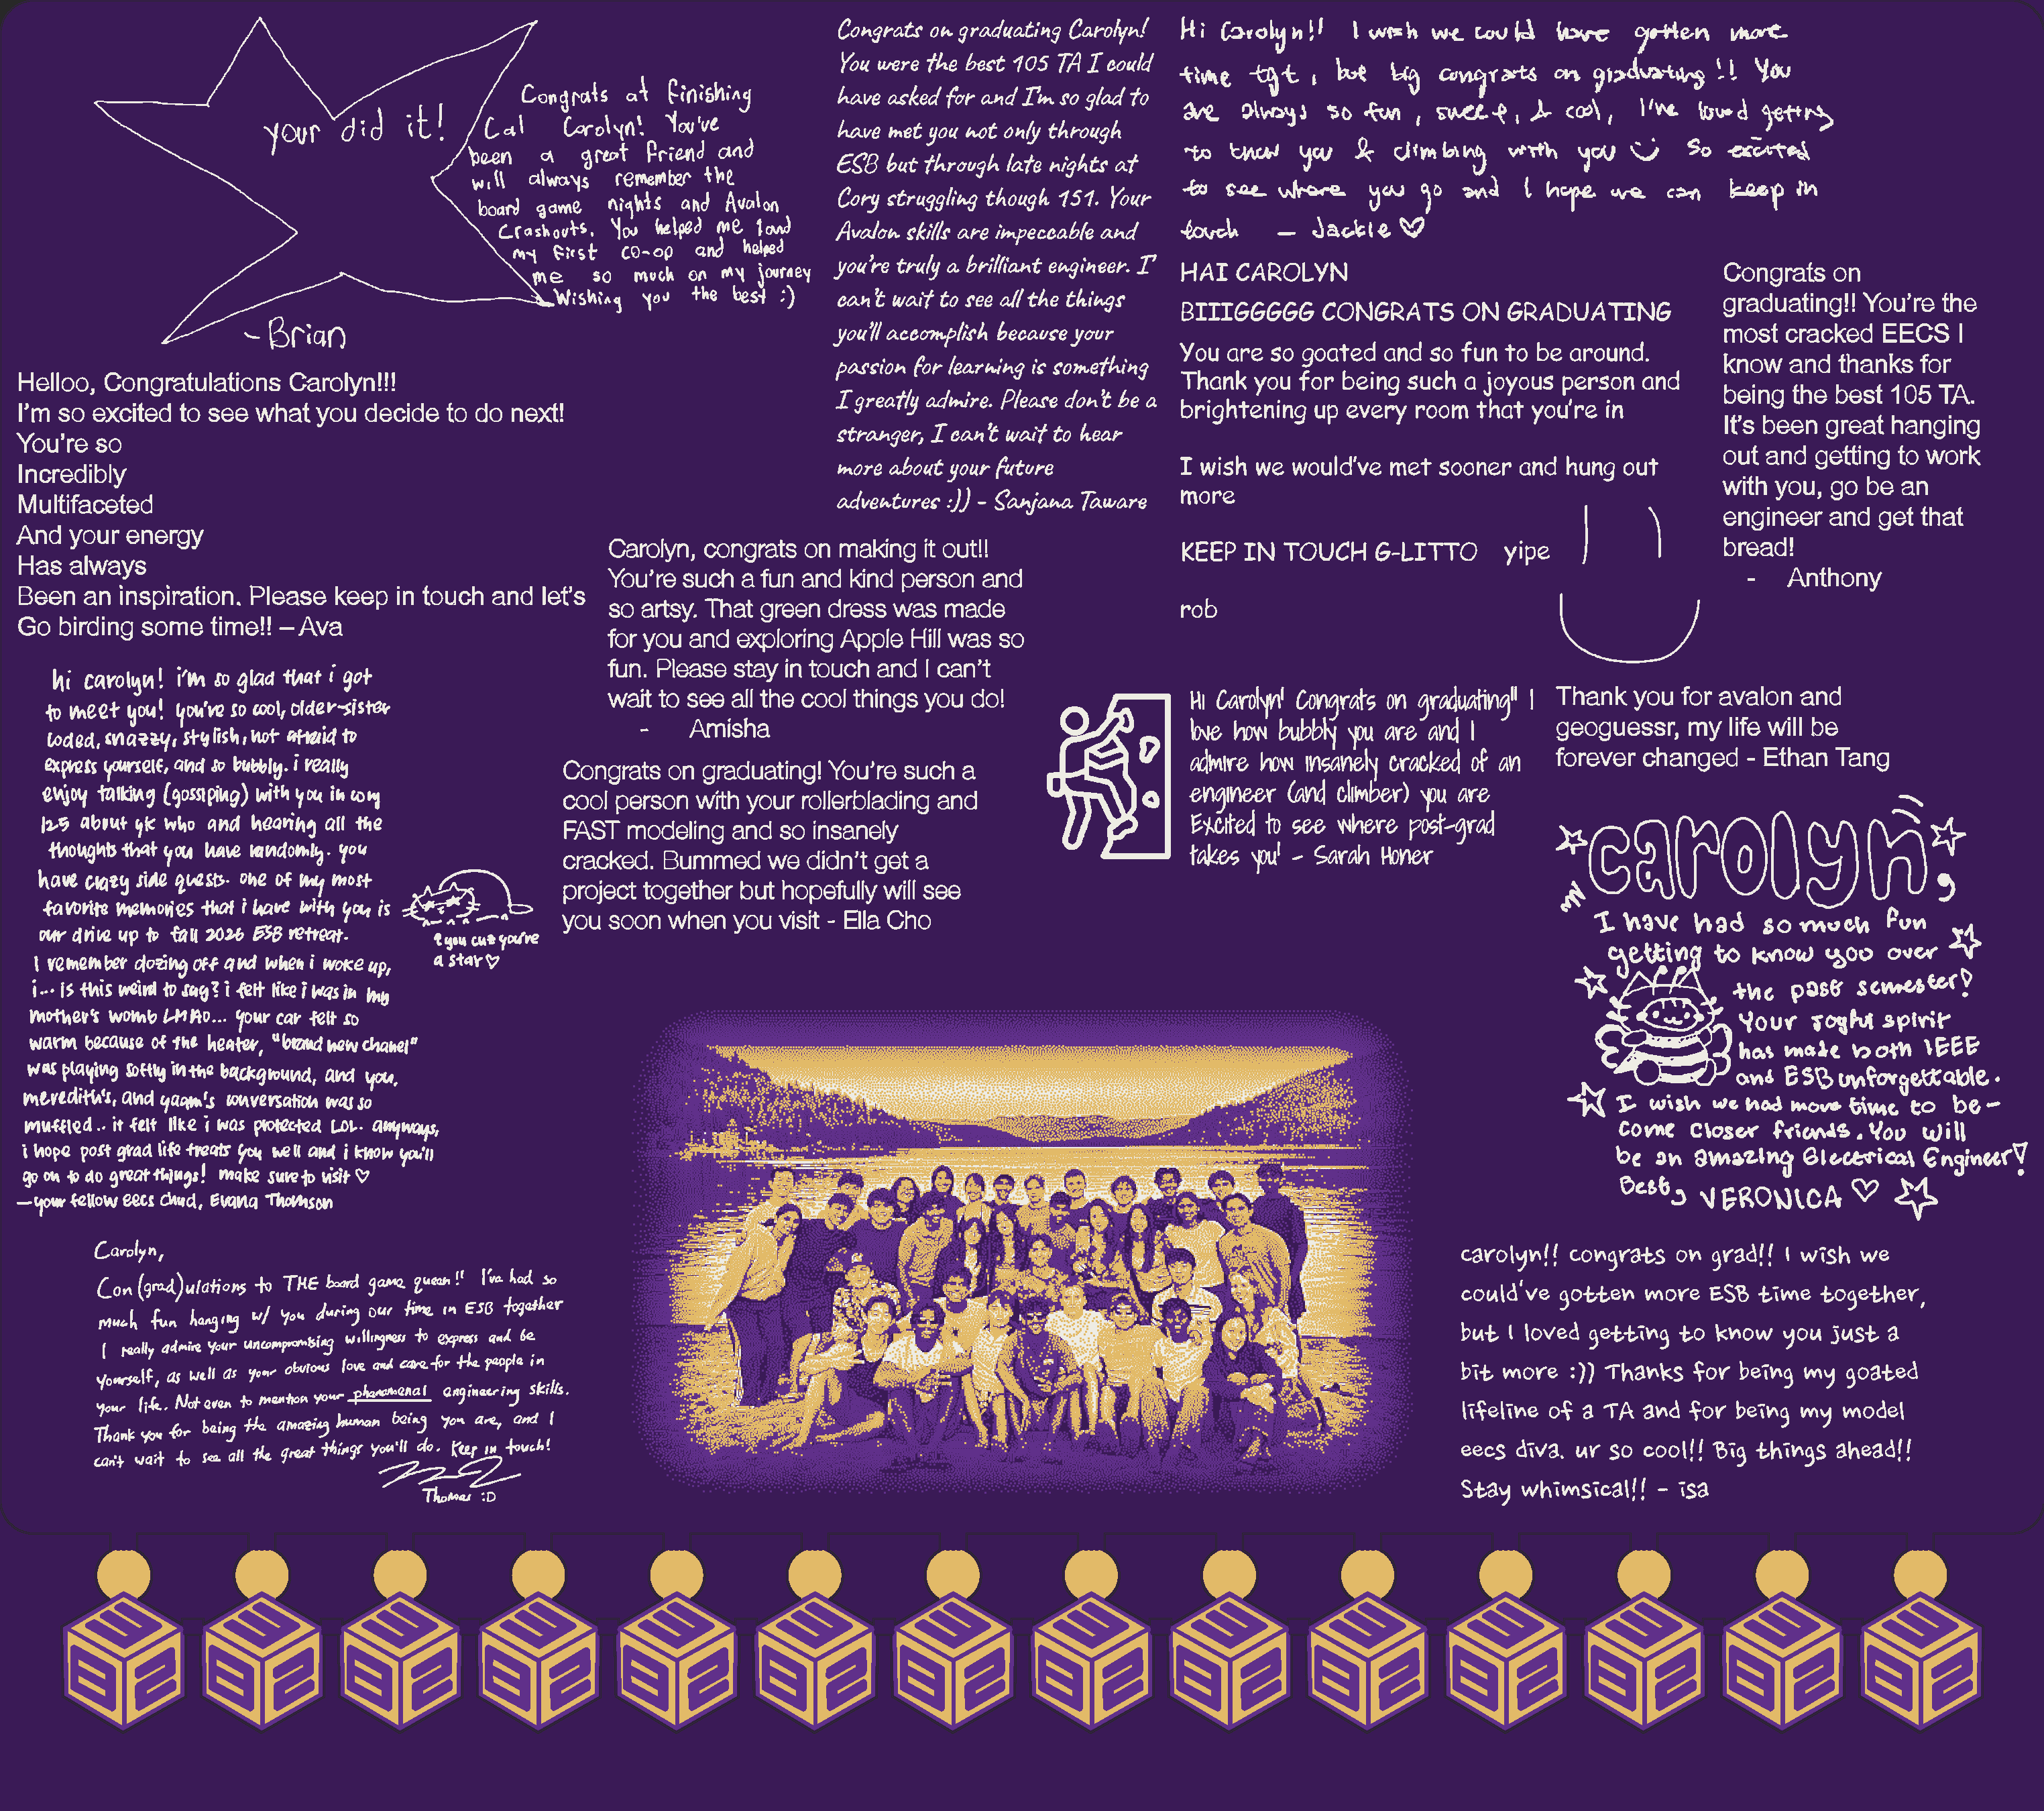 your did it!
Congrats at finishing
Cal Carolyn! You've
been a great friend and
will always remember the
board game nights and Avalon
crashouts. You helped me land
my first co-op and helped
me so much on my journey
Wishing you the best :)
-Brian
Congrats on graduating Carolyn!
You were the best 105 TA I could
have asked for and I'm so glad to
have met you not only through
ESB but through late nights at
Cory struggling though 151. Your
Avalon skills are impeccable and
you're truly a brilliant engineer. I
can't wait to see all the things
you'll accomplish because your
passion for learning is something
I greatly admire. Please don't be a
stranger, I can't wait to hear
more about your future
adventures :)) - Sanjana Taware
Hi Carolyn!! I wish we could have gotten more
time tgt, but big congrats on graduating!! You
are always so fun, sweet, & cool, I've loved getting
to know you & climbing with you :) So excited
to see where you go and I hope we can keep in
touch - Jackie ♡
HAI CAROLYN
BIIIGGGGG CONGRATS ON GRADUATING
You are so goated and so fun to be around.
Thank you for being such a joyous person and
brightening up every room that you're in
I wish we would've met sooner and hung out
more
KEEP IN TOUCH G-LITTO yipe
rob
Congrats on
graduating!! You're the
most cracked EECS I
know and thanks for
being the best 105 TA.
It's been great hanging
out and getting to work
with you, go be an
engineer and get that
bread!
- Anthony
Helloo, Congratulations Carolyn!!!
I'm so excited to see what you decide to do next!
You're so
Incredibly
Multifaceted
And your energy
Has always
Been an inspiration. Please keep in touch and let's
Go birding some time!! – Ava
Carolyn, congrats on making it out!!
You're such a fun and kind person and
so artsy. That green dress was made
for you and exploring Apple Hill was so
fun. Please stay in touch and I can't
wait to see all the cool things you do!
- Amisha
hi carolyn! i'm so glad that i got
to meet you! you've so cool, older-sister
coded, snazzy, stylish, not afraid to
express yourself, and so bubbly. i really
enjoy talking (gossiping) with you in cory
125 about yk who and hearing all the
thoughts that you have randomly. you
have crazy side quests. one of my most
favorite memories that i have with you is
our drive up to fall 2026 ESB retreat.
I remember dozing off and when i woke up,
i... is this weird to say? i felt like i was in my
mother's womb LMAO... your car felt so
warm because of the heater, "brand new chanel"
was playing softly in the background, and you,
meredith's, and yaam's conversation was so
muffled.. it felt like i was protected LOL. anyways,
i hope post grad life treats you well and i know you'll
go on to do great things! make sure to visit ♡
-your fellow eecs chud, Evana Thomson
you cuz you're
a star ♡
Congrats on graduating! You're such a
cool person with your rollerblading and
FAST modeling and so insanely
cracked. Bummed we didn't get a
project together but hopefully will see
you soon when you visit - Ella Cho
Hi Carolyn! Congrats on graduating!! I
love how bubbly you are and I
admire how insanely cracked of an
engineer (and climber) you are
Excited to see where post-grad
takes you! - Sarah Honer
Thank you for avalon and
geoguessr, my life will be
forever changed - Ethan Tang
carolyn,
I have had so much fun
getting to know you over
the past semester!
Your joyful spirit
has made both IEEE
and ESB unforgettable.
I wish we had more time to be-
come closer friends. You will
be an amazing Electrical Engineer!
Best, VERONICA ♡
Carolyn,
Con(grad)ulations to THE board game queen!! I've had so
much fun hanging w/ you during our time in ESB together
I really admire your uncompromising willingness to express and be
yourself, as well as your obvious love and care for the people in
your life. Not even to mention your phenomenal engineering skills.
Thank you for being the amazing human being you are, and I
can't wait to see all the great things you'll do. Keep in touch!
Thomas :D
carolyn!! congrats on grad!! I wish we
could've gotten more ESB time together,
but I loved getting to know you just a
bit more :)) Thanks for being my goated
lifeline of a TA and for being my model
eecs diva. ur so cool!! Big things ahead!!
Stay whimsical!! - isa